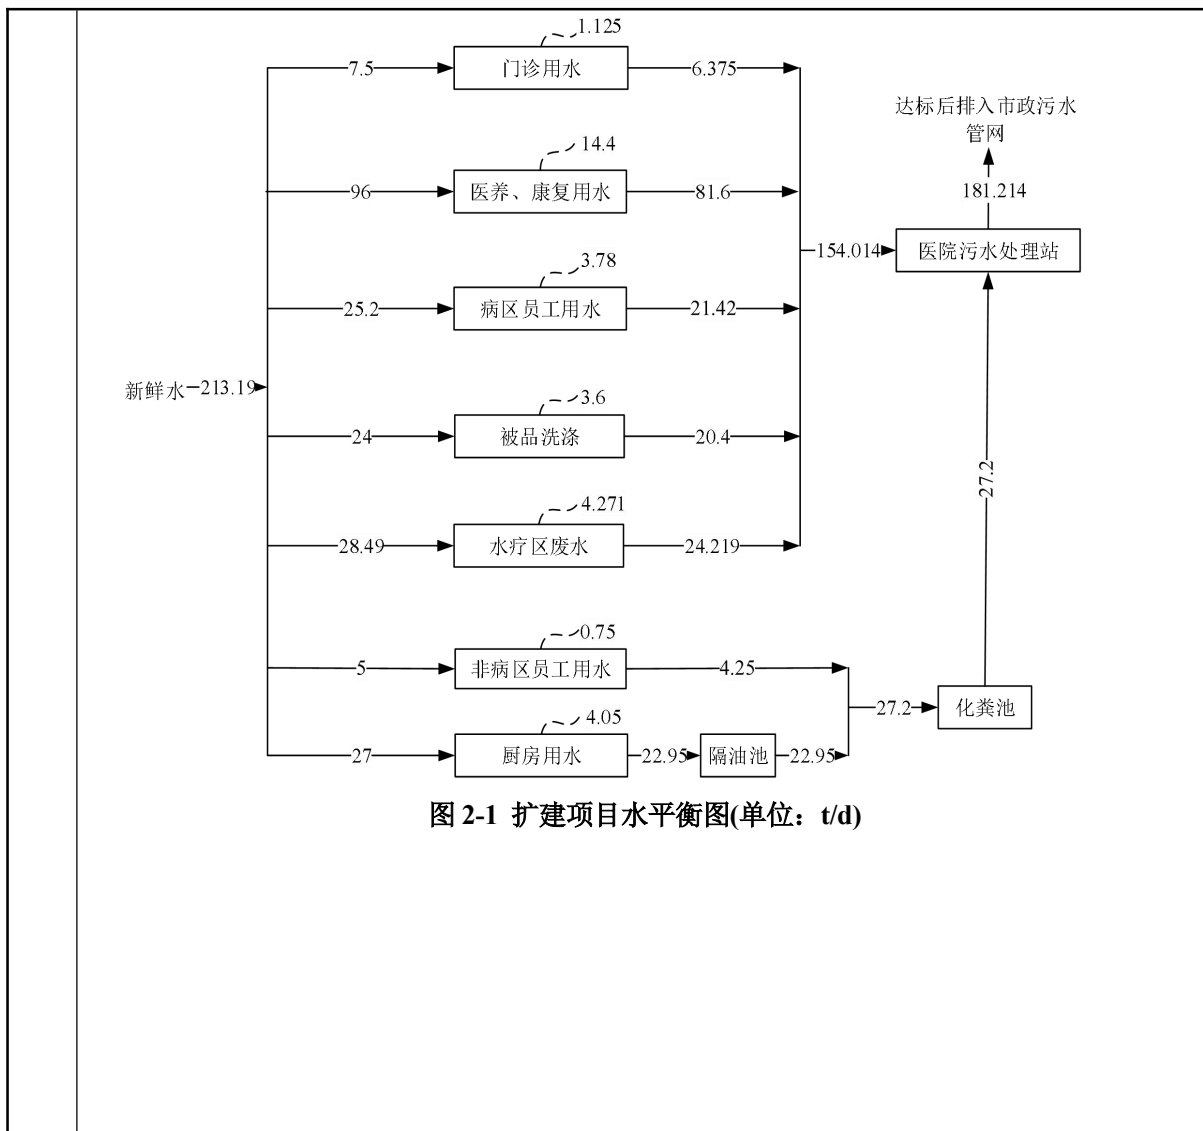 1.125
7.5
门诊用水
6.375
达标后排入市政污水
管网
14.4
96
医养、康复用水
81.6
181.214
154.014
医院污水处理站
3.78
25.2
病区员工用水
21.42
新鲜水
213.19
3.6
24
被品洗涤
20.4
27.2
4.271
28.49
水疗区废水
24.219
0.75
5
非病区员工用水
4.25
27.2
化粪池
4.05
27
厨房用水
22.95
隔油池
22.95
图 2-1 扩建项目水平衡图(单位：t/d)